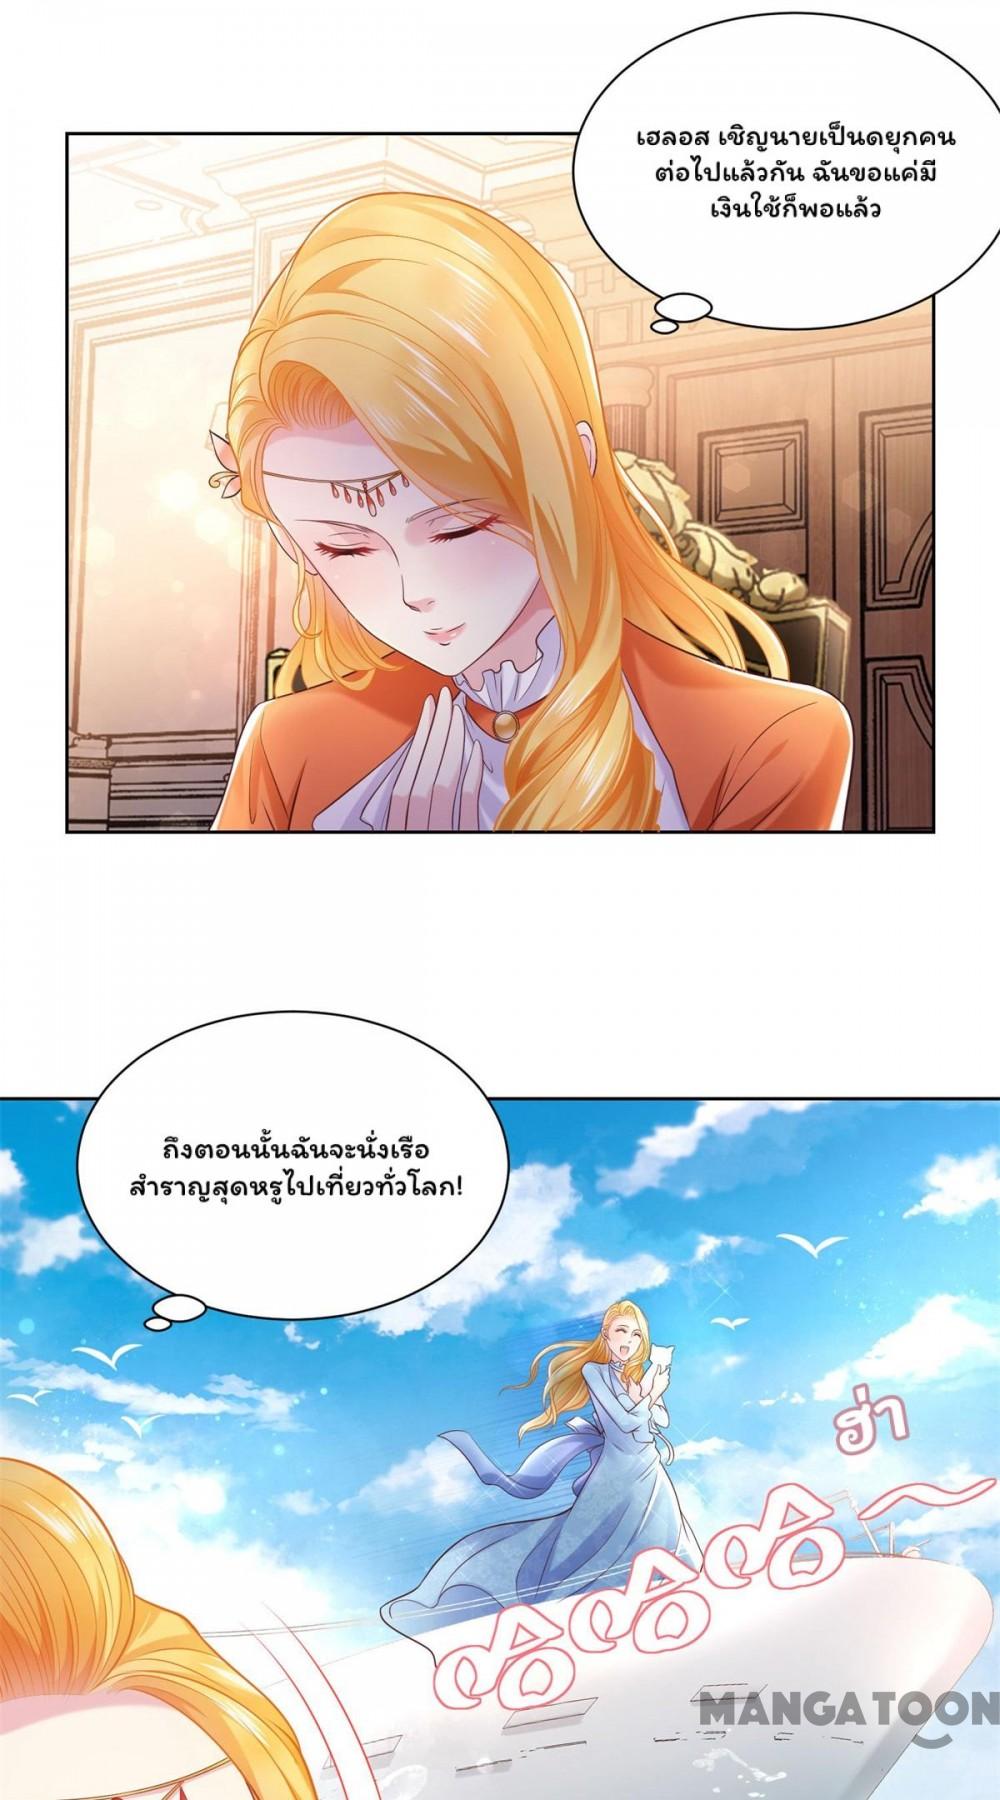 เฮลอส เชิญนายเป็นดยุกคน
ต่อไปแล้วกัน ฉันขอแค่มี
เงินใช้ก็พอแล้ว
ถึงตอนนั้นฉันจะนั่งเรือ
สำราญสุดหรูไปเที่ยวทั่วโลก!
ฮ่า
MANGATOON